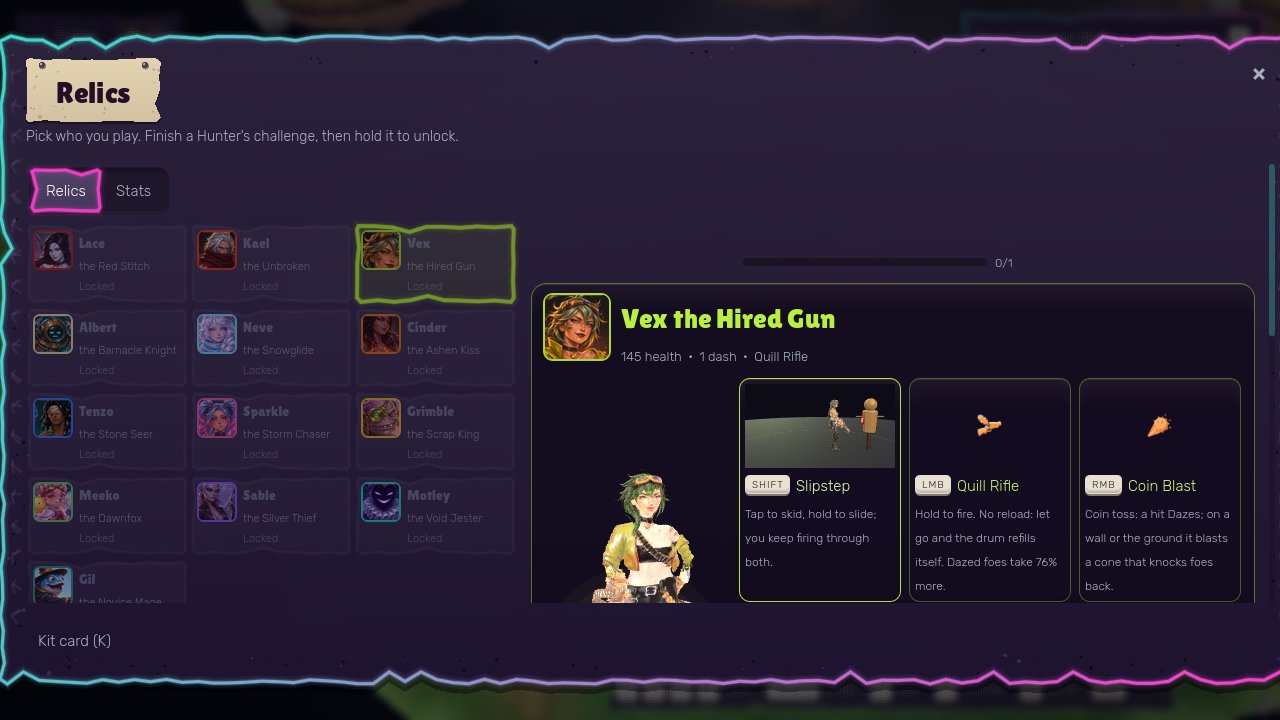 Relics
Pick who you play. Finish a Hunter's challenge, then hold it to unlock.
Relics
Stats
Lace
the Red Stitch
Locked
Kael
the Unbroken
Locked
Vex
the Hired Gun
Locked
Albert
the Barnacle Knight
Locked
Neve
the Snowglide
Locked
Cinder
the Ashen Kiss
Locked
Tenzo
the Stone Seer
Locked
Sparkle
the Storm Chaser
Locked
Grimble
the Scrap King
Locked
Meeko
the Dawnfox
Locked
Sable
the Silver Thief
Locked
Motley
the Void Jester
Locked
Gil
the Novice Mage
0/1
Vex the Hired Gun
145 health • 1 dash • Quill Rifle
SHIFT Slipstep
Tap to skid, hold to slide;
you keep firing through
both.
LMB Quill Rifle
Hold to fire. No reload: let
go and the drum refills
itself. Dazed foes take 76%
more.
RMB Coin Blast
Coin toss: a hit Dazes; on a
wall or the ground it blasts
a cone that knocks foes
back.
Kit card (K)